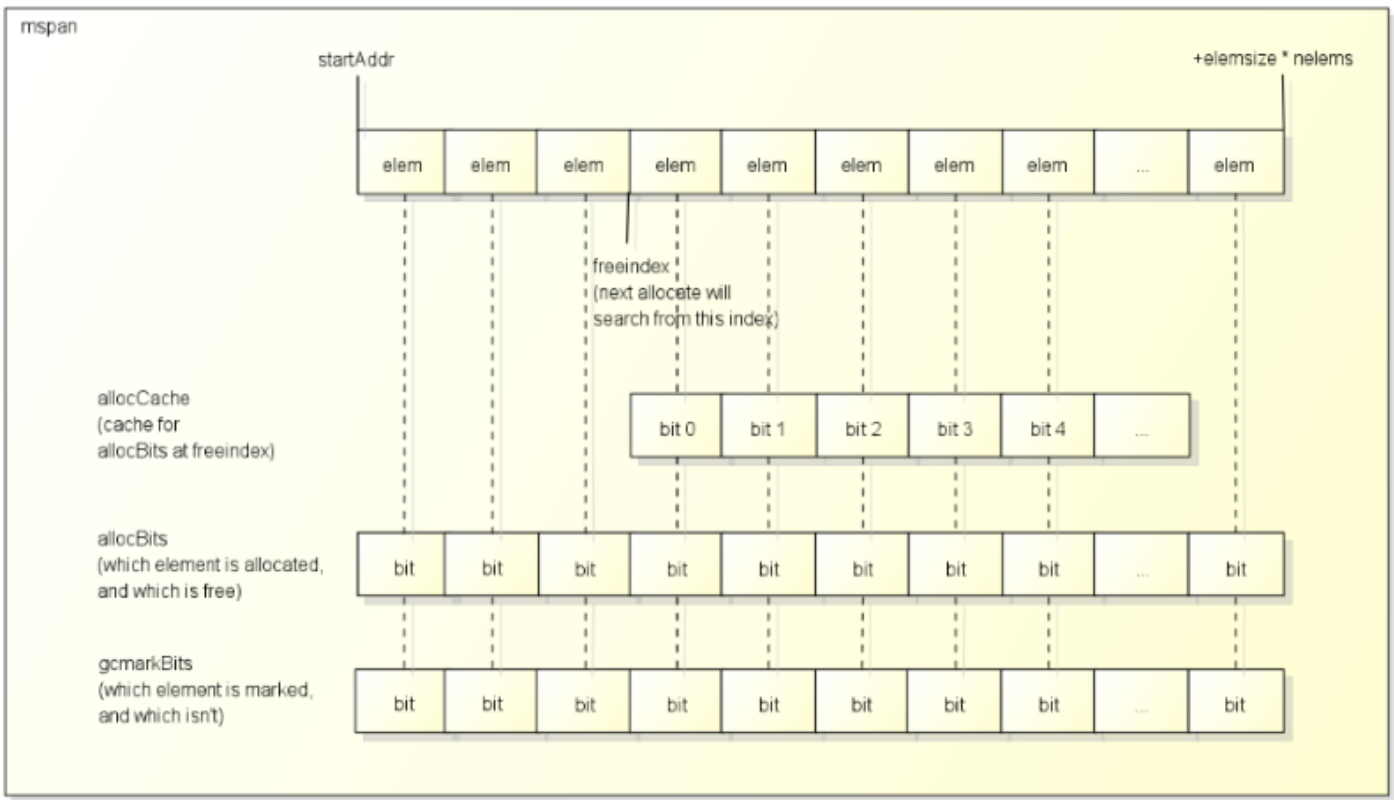 mspan
startAddr
+elemsize * nelems
elem elem elem elem elem elem elem elem ... elem
freeindex
(next allocate will
search from this index)
allocCache
(cache for
allocBits at freeindex)
bit 0 bit 1 bit 2 bit 3 bit 4 ...
allocBits
(which element is allocated,
and which is free)
bit bit bit bit bit bit bit bit ... bit
gcmarkBits
(which element is marked,
and which isn't)
bit bit bit bit bit bit bit bit ... bit